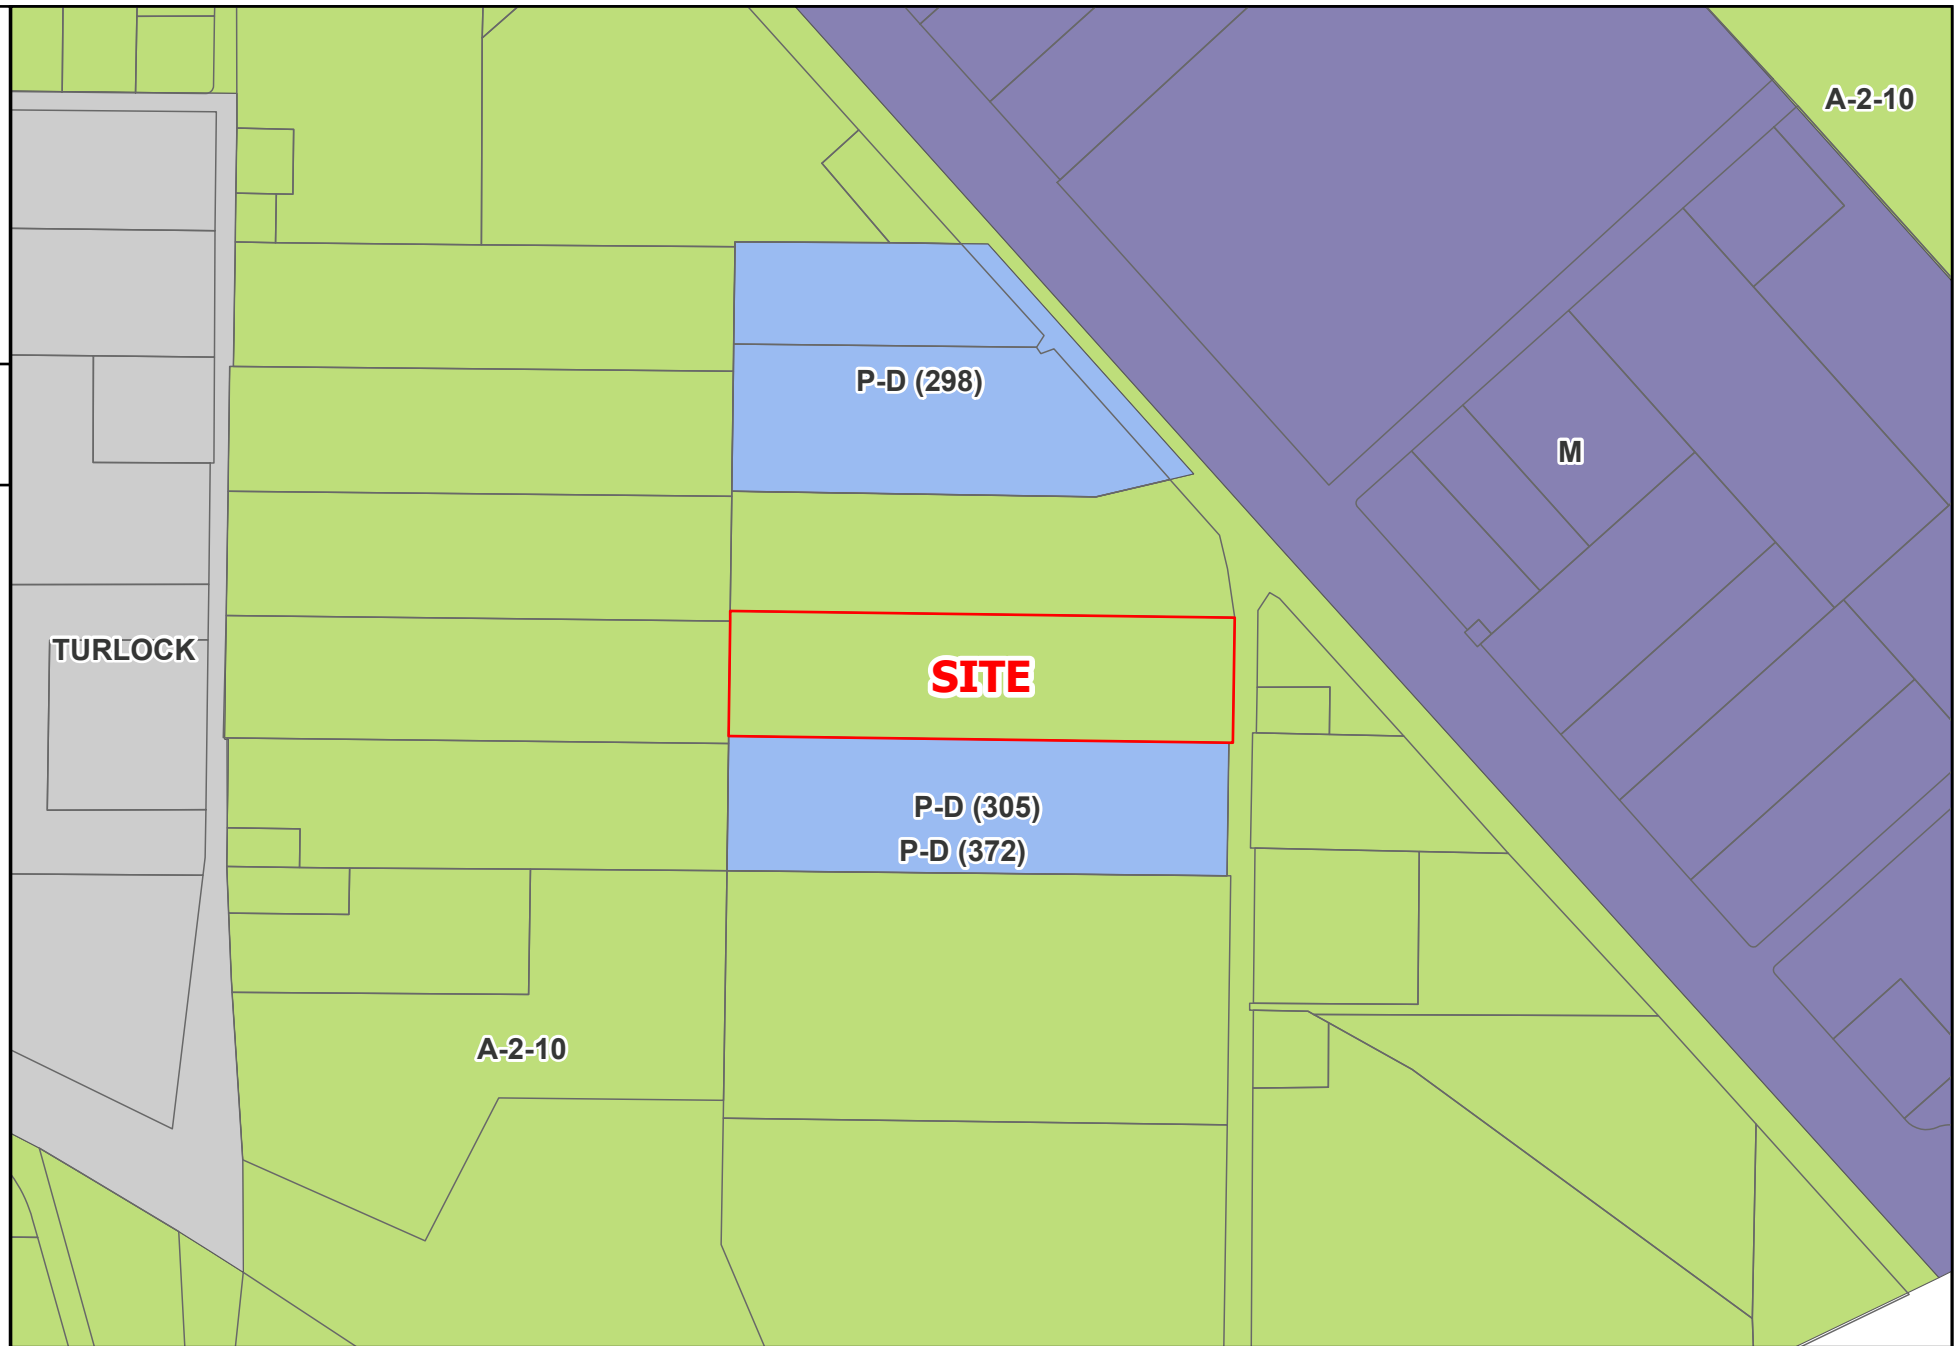 A-2-10
P-D (298)
M
TURLOCK
SITE
P-D (305)
P-D (372)
A-2-10